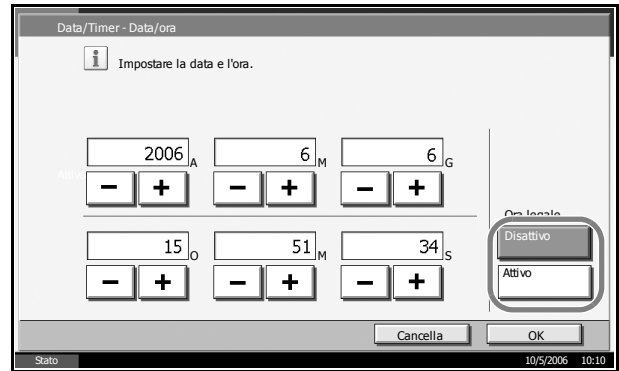 Data/Timer - Data/ora
i Impostare la data e l'ora.
2006 A 6 M 6 G
Attivo
− + − + − +
Ora legale
Disattivo
15 O 51 M 34 S
Attivo
− + − + − +
Cancella OK
Stato 10/5/2006 10:10